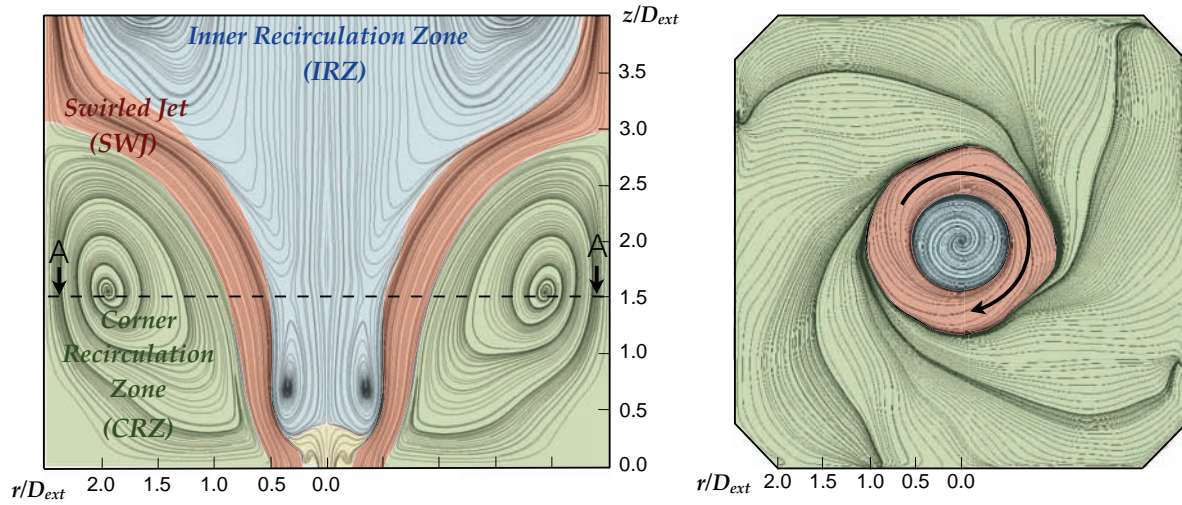 z/D_ext
Inner Recirculation Zone
(IRZ)
3.5
Swirled Jet
(SWJ)
3.0
2.5
A
A
2.0
1.5
Corner
Recirculation
Zone
(CRZ)
1.0
0.5
0.0
r/D_ext 2.0 1.5 1.0 0.5 0.0
r/D_ext 2.0 1.5 1.0 0.5 0.0